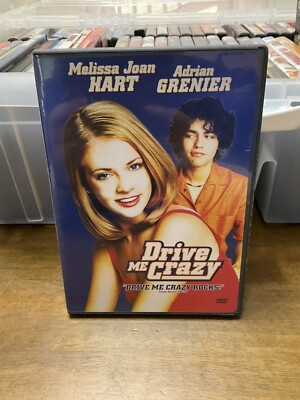 Melissa Joan Adrian
HART GRENIER
Drive
ME
Crazy
"DRIVE ME CRAZY ROCKS!"
DVD